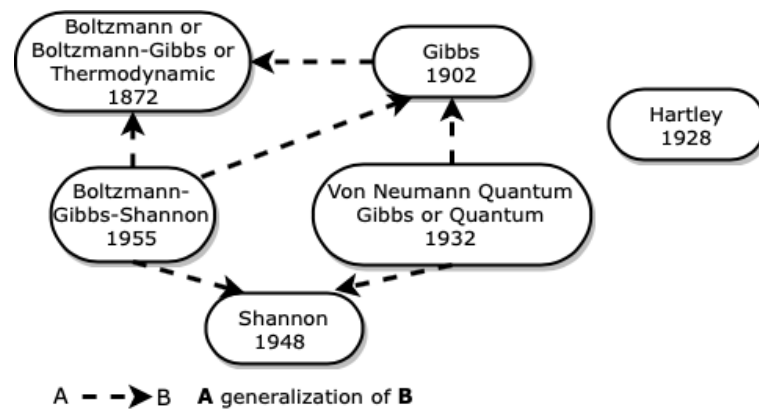 Boltzmann or
Boltzmann-Gibbs or
Thermodynamic
1872
Gibbs
1902
Hartley
1928
Boltzmann-
Gibbs-Shannon
1955
Von Neumann Quantum
Gibbs or Quantum
1932
Shannon
1948
A B A generalization of B